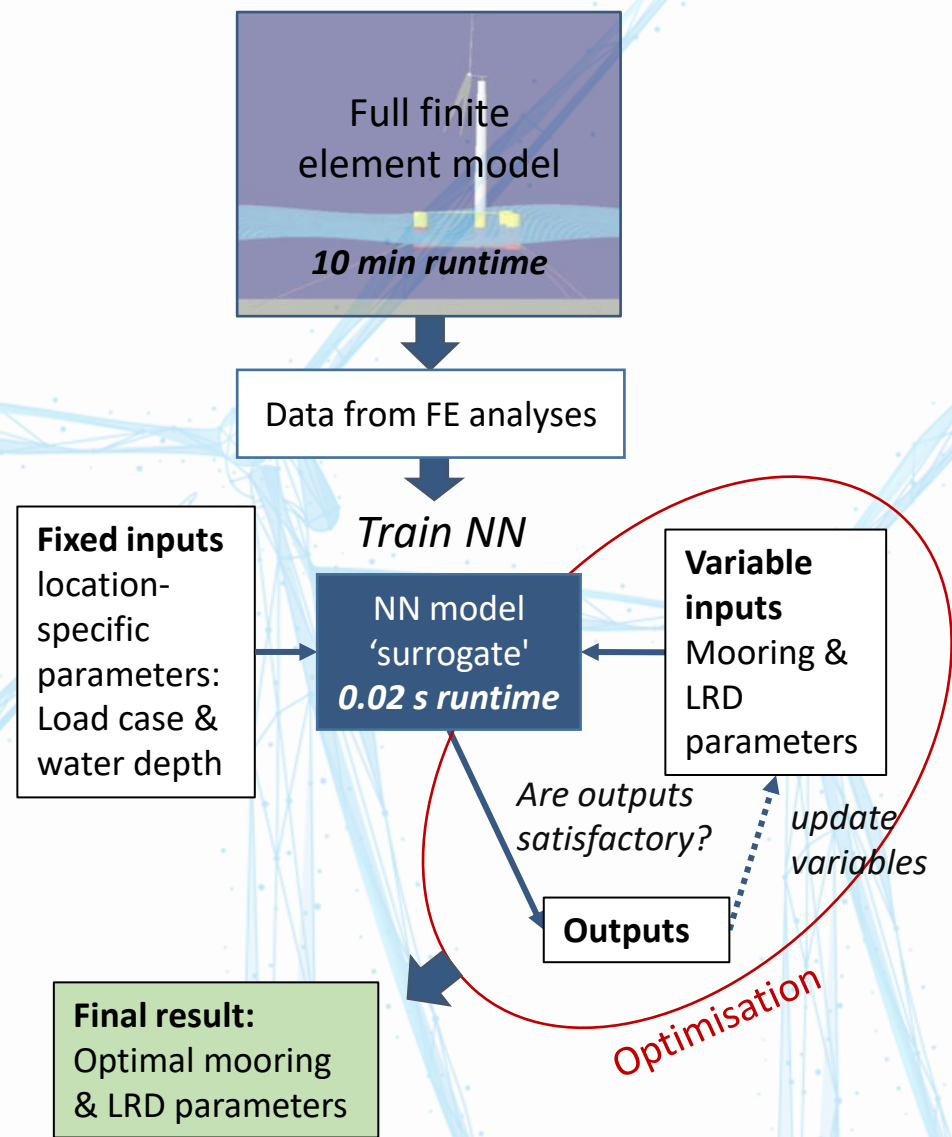 Full finite
element model
10 min runtime
Data from FE analyses
Train NN
Fixed inputs
location-
specific
parameters:
Load case &
water depth
NN model
‘surrogate'
0.02 s runtime
Variable
inputs
Mooring &
LRD
parameters
Are outputs
satisfactory?
update
variables
Outputs
Optimisation
Final result:
Optimal mooring
& LRD parameters